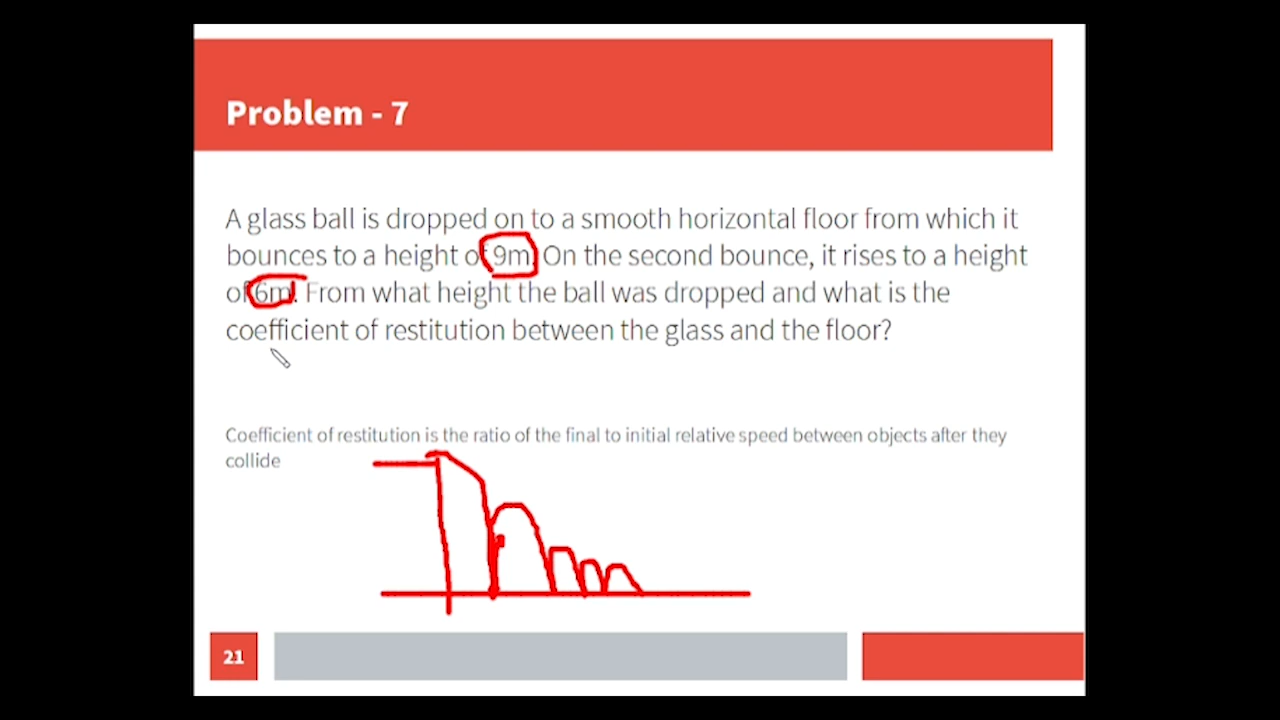 Problem - 7
A glass ball is dropped on to a smooth horizontal floor from which it
bounces to a height of 9m. On the second bounce, it rises to a height
of 6m. From what height the ball was dropped and what is the
coefficient of restitution between the glass and the floor?
Coefficient of restitution is the ratio of the final to initial relative speed between objects after they
collide
21